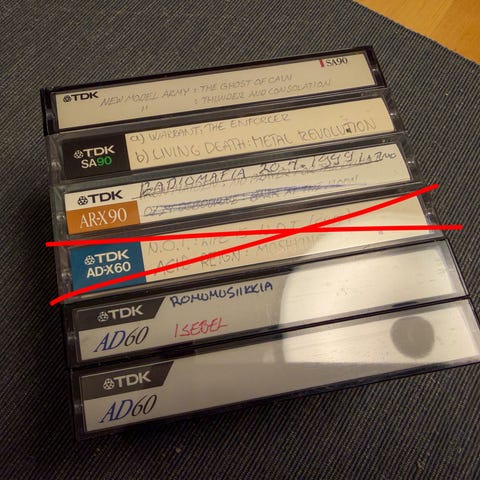 TDK
SA90
NEW MODEL ARMY: THE GHOST OF CAIN
" : THUNDER AND CONSOLATION
TDK
SA90
a) WARRANT: THE ENFORCER
b) LIVING DEATH: METAL REVOLUTION
TDK
AR-X90
RADIOMAFIA 20.7.1999
TDK
AD-X60
N.O.T.:
ACID REIGN:
TDK
AD60
ROMUMUSIIKKIA
ISEBEL
TDK
AD60